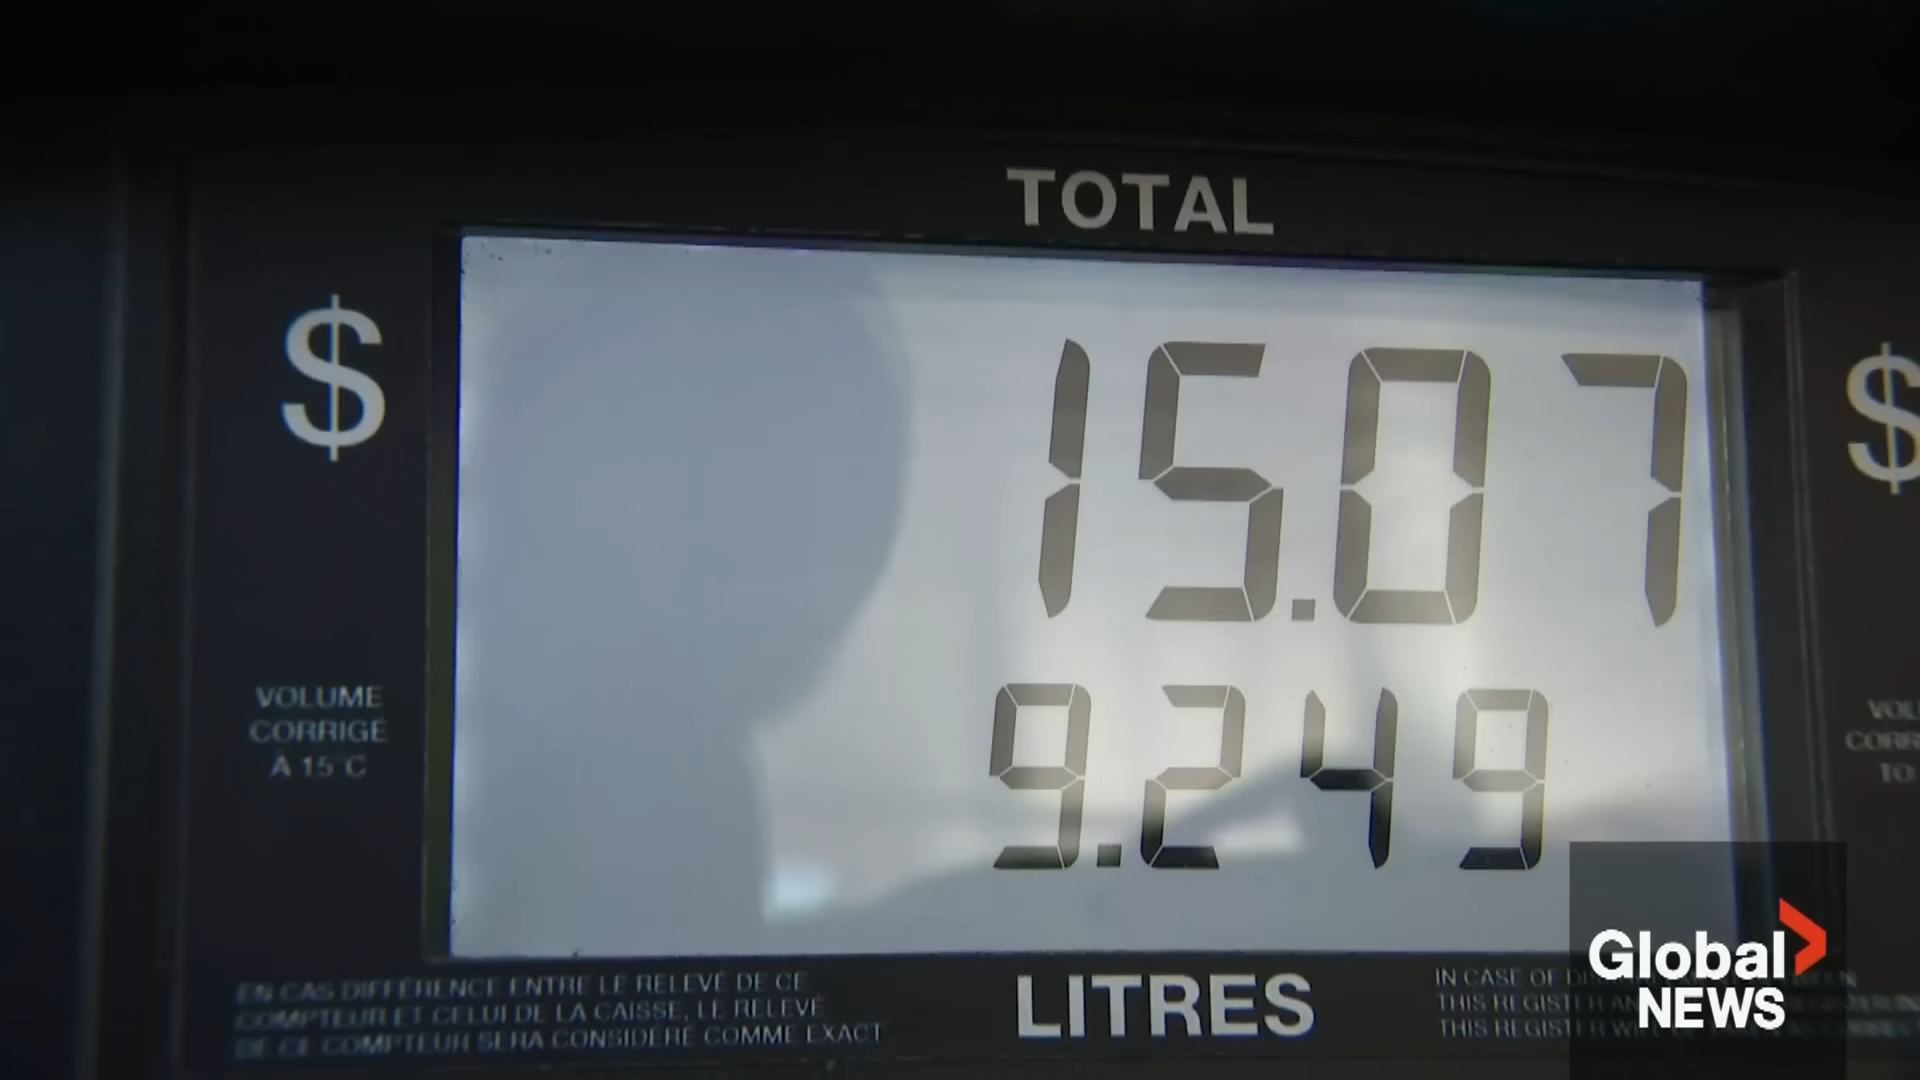 TOTAL
$
15.07
$
VOLUME
CORRIGÉ
À 15°C
9.249
TO
LITRES
EN CAS DIFFÉRENCE ENTRE LE RELEVÉ DE CE
COMPTEUR ET CELUI DE LA CAISSE, LE RELEVÉ
DE CE COMPTEUR SERA CONSIDÉRÉ COMME EXACT
IN CASE OF
THIS REGISTER
THIS REGISTER
Global
NEWS